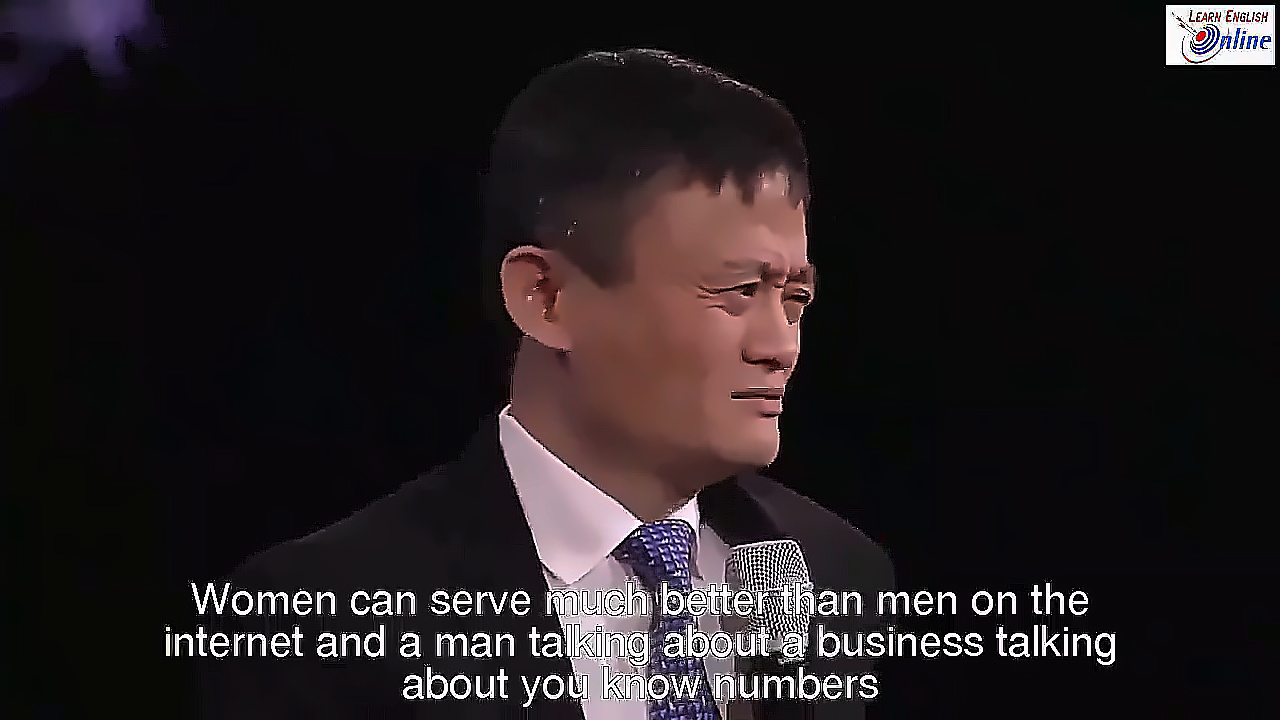 LEARN ENGLISH
Online
Women can serve much better than men on the
internet and a man talking about a business talking
about you know numbers